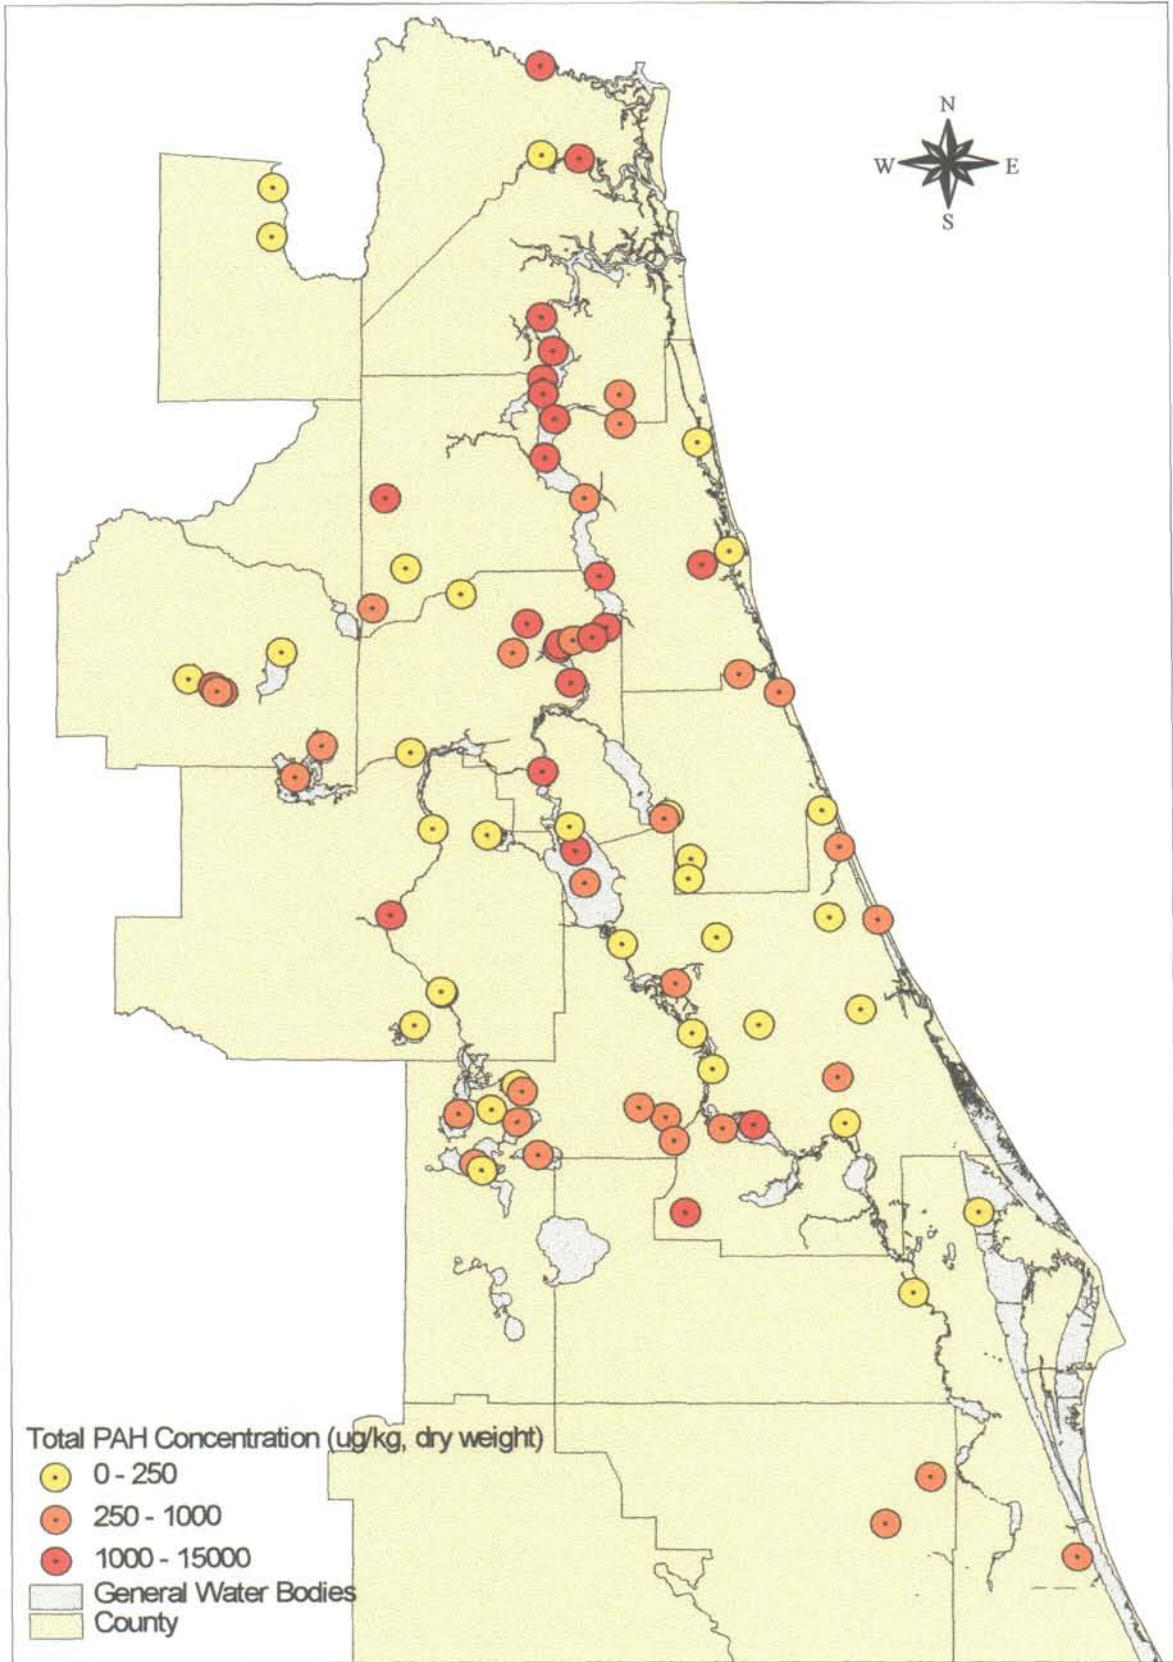 N
W E
S
Total PAH Concentration (ug/kg, dry weight)
0 - 250
250 - 1000
1000 - 15000
General Water Bodies
County